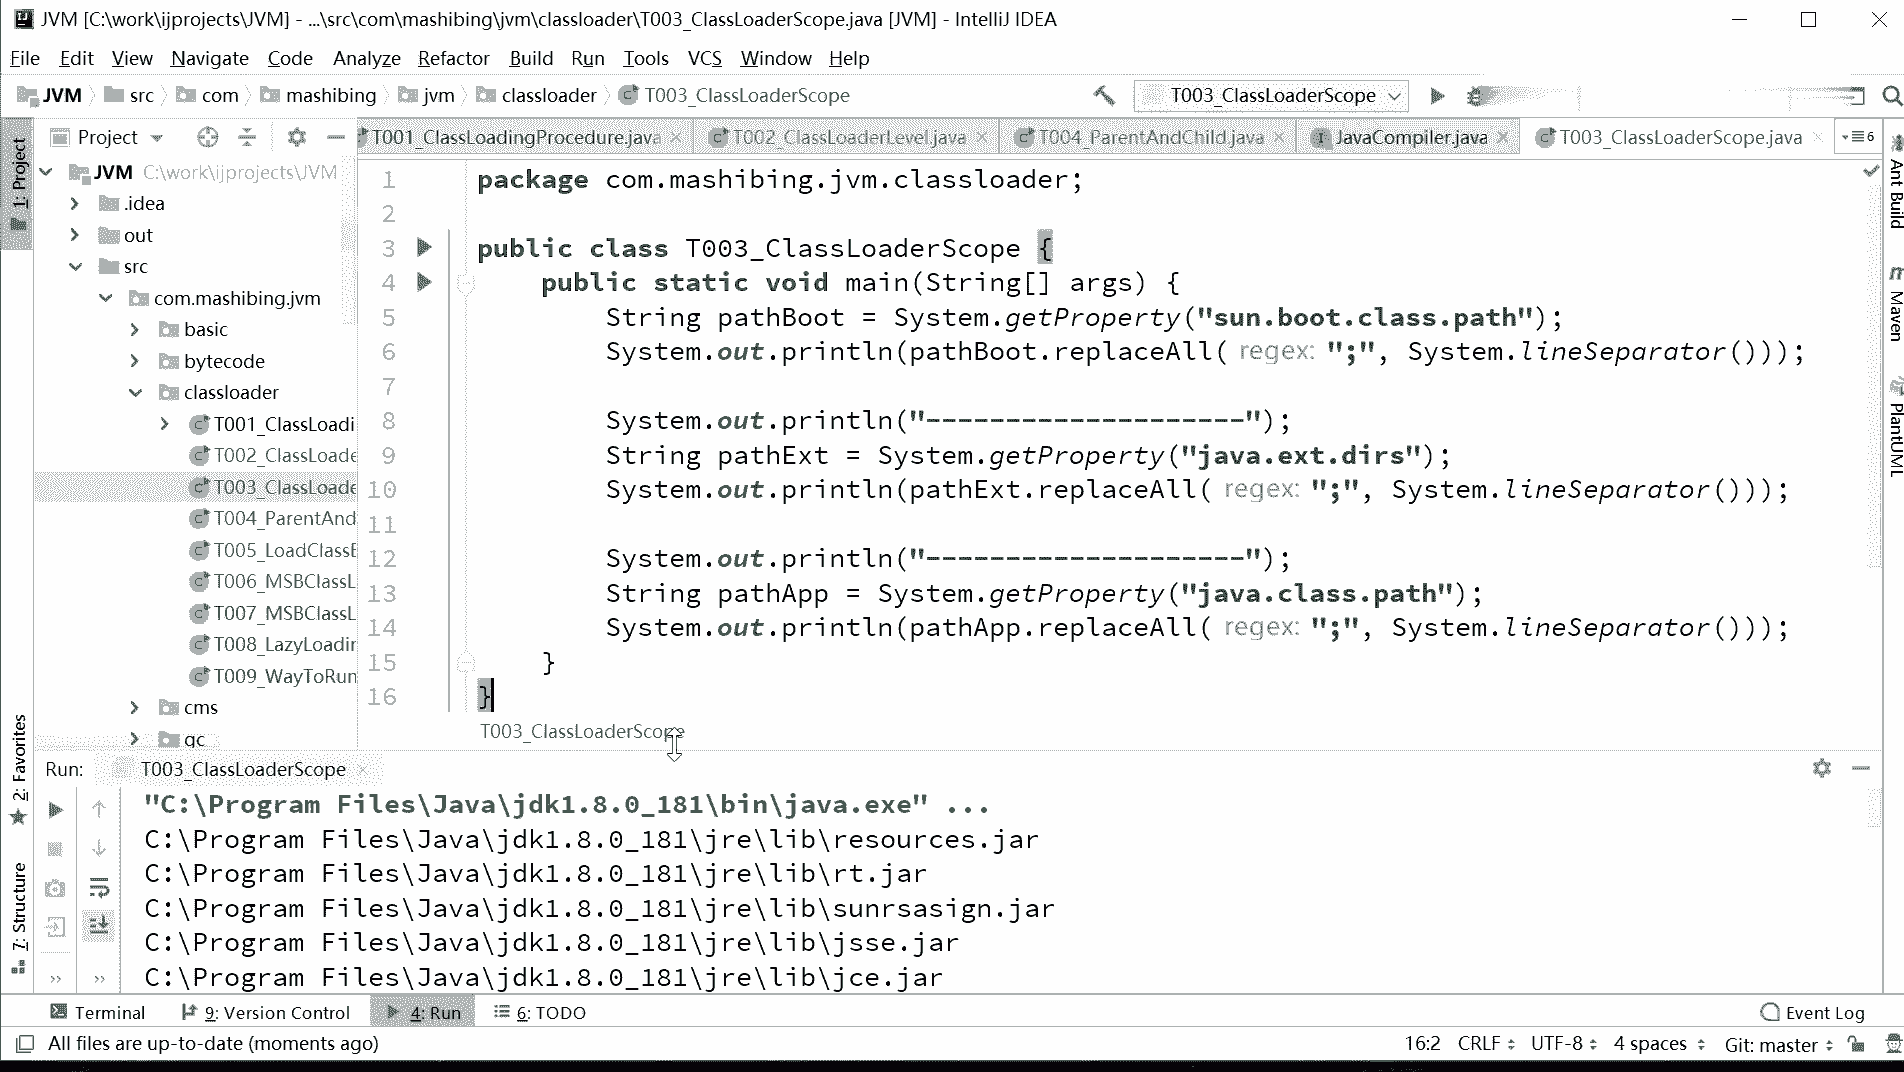 JVM [C:\work\ijprojects\JVM] - ...\src\com\mashibing\jvm\classloader\T003_ClassLoaderScope.java [JVM] - IntelliJ IDEA
File Edit View Navigate Code Analyze Refactor Build Run Tools VCS Window Help
JVM src com mashibing jvm classloader T003_ClassLoaderScope T003_ClassLoaderScope
Project T001_ClassLoadingProcedure.java T002_ClassLoaderLevel.java T004_ParentAndChild.java JavaCompiler.java T003_ClassLoaderScope.java 6
1: Project
JVM C:\work\ijprojects\JVM
.idea
out
src
com.mashibing.jvm
basic
bytecode
classloader
T001_ClassLoadi
T002_ClassLoade
T003_ClassLoade
T004_ParentAnd
T005_LoadClassB
T006_MSBClassL
T007_MSBClassL
T008_LazyLoadin
T009_WayToRun
cms
gc
1 package com.mashibing.jvm.classloader;
2
3 public class T003_ClassLoaderScope {
4 public static void main(String[] args) {
5 String pathBoot = System.getProperty("sun.boot.class.path");
6 System.out.println(pathBoot.replaceAll( regex: ";", System.lineSeparator()));
7
8 System.out.println("--------------------");
9 String pathExt = System.getProperty("java.ext.dirs");
10 System.out.println(pathExt.replaceAll( regex: ";", System.lineSeparator()));
11
12 System.out.println("--------------------");
13 String pathApp = System.getProperty("java.class.path");
14 System.out.println(pathApp.replaceAll( regex: ";", System.lineSeparator()));
15 }
16 }
T003_ClassLoaderScope
Ant Build
Maven
PlantUML
2: Favorites
7: Structure
Run: T003_ClassLoaderScope
"C:\Program Files\Java\jdk1.8.0_181\bin\java.exe" ...
C:\Program Files\Java\jdk1.8.0_181\jre\lib\resources.jar
C:\Program Files\Java\jdk1.8.0_181\jre\lib\rt.jar
C:\Program Files\Java\jdk1.8.0_181\jre\lib\sunrsasign.jar
C:\Program Files\Java\jdk1.8.0_181\jre\lib\jsse.jar
C:\Program Files\Java\jdk1.8.0_181\jre\lib\jce.jar
Terminal 9: Version Control 4: Run 6: TODO Event Log
All files are up-to-date (moments ago) 16:2 CRLF UTF-8 4 spaces Git: master